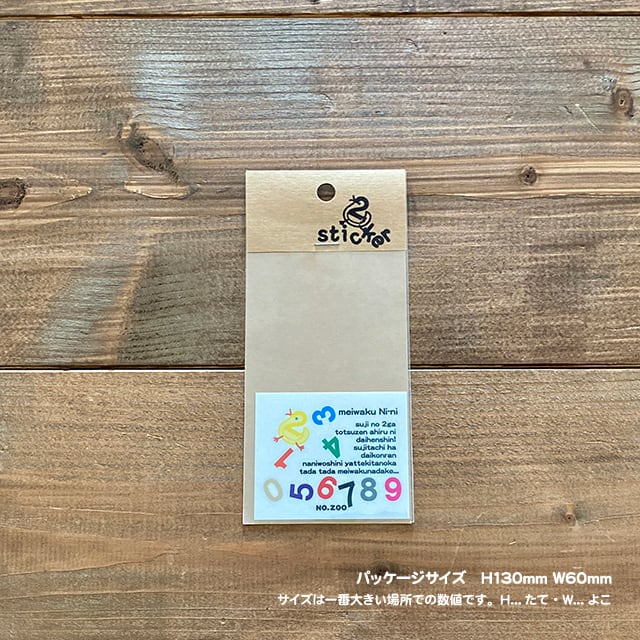 2
sticker
3 meiwaku Ni-ni
suji no 2ga
totsuzen ahiru ni
daihenshin!
4 sujitachi ha
daikonran
1 naniwoshini yattekitanoka
tada tada meiwakunadake...
0 5 6 7 8 9
NO.ZOO
パッケージサイズ H130mm W60mm
サイズは一番大きい場所での数値です。H... たて・W... よこ